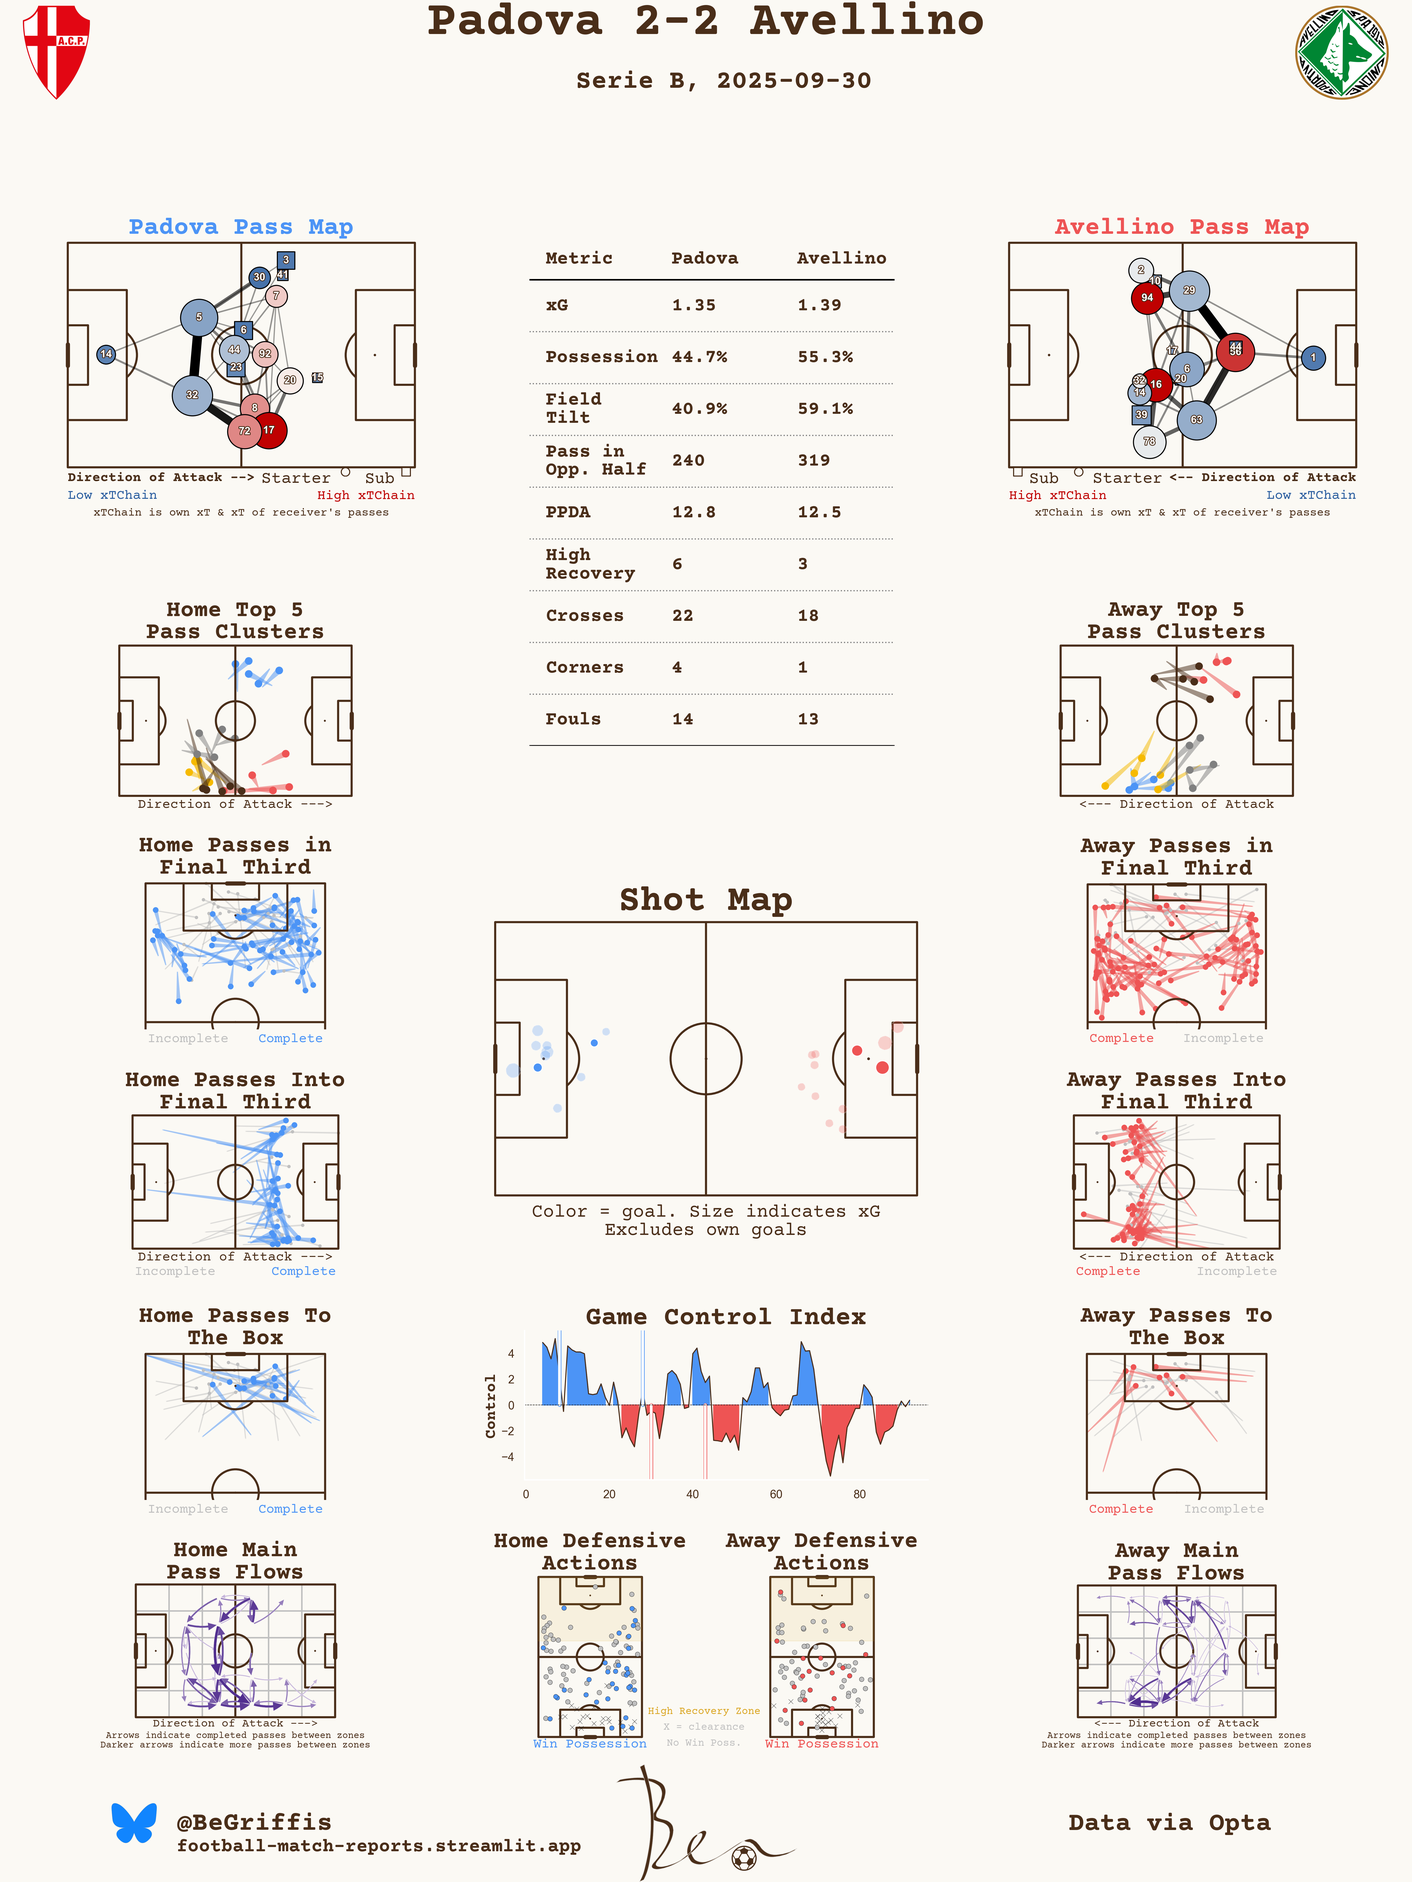 Padova 2-2 Avellino
Serie B, 2025-09-30
A.C.P.
Padova Pass Map
3
30
41
7
5
6
14
44
92
23
20
15
32
8
72
17
Direction of Attack --> Starter Sub
Low xTChain High xTChain
xTChain is own xT & xT of receiver's passes
Metric Padova Avellino
xG 1.35 1.39
Possession 44.7% 55.3%
Field
Tilt 40.9% 59.1%
Pass in
Opp. Half 240 319
PPDA 12.8 12.5
High
Recovery 6 3
Crosses 22 18
Corners 4 1
Fouls 14 13
Avellino Pass Map
2
94
29
17
44
1
6
32
16
20
14
39
63
78
Sub Starter <-- Direction of Attack
High xTChain Low xTChain
xTChain is own xT & xT of receiver's passes
Home Top 5
Pass Clusters
Direction of Attack --->
Away Top 5
Pass Clusters
<--- Direction of Attack
Home Passes in
Final Third
Incomplete Complete
Away Passes in
Final Third
Complete Incomplete
Shot Map
Color = goal. Size indicates xG
Excludes own goals
Home Passes Into
Final Third
Direction of Attack --->
Incomplete Complete
Away Passes Into
Final Third
<--- Direction of Attack
Complete Incomplete
Home Passes To
The Box
Incomplete Complete
Game Control Index
Control
4
2
0
−2
−4
0 20 40 60 80
Away Passes To
The Box
Complete Incomplete
Home Main
Pass Flows
Direction of Attack --->
Arrows indicate completed passes between zones
Darker arrows indicate more passes between zones
Home Defensive
Actions
Win Possession
Away Defensive
Actions
Win Possession
High Recovery Zone
X = clearance
No Win Poss.
Away Main
Pass Flows
<--- Direction of Attack
Arrows indicate completed passes between zones
Darker arrows indicate more passes between zones
@BeGriffis
football-match-reports.streamlit.app
Ben
Data via Opta